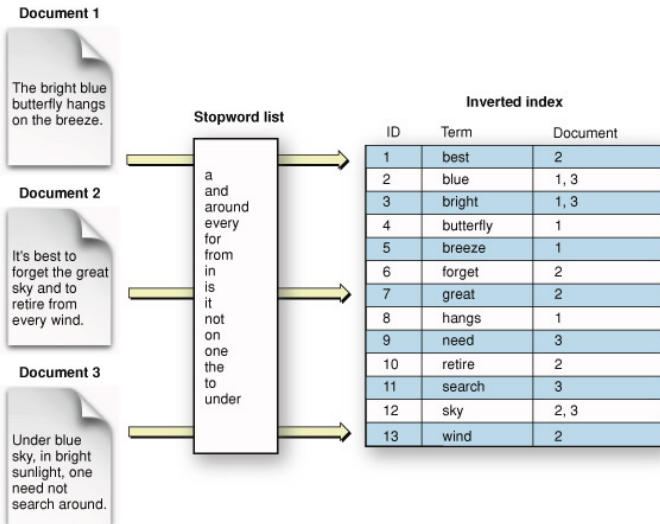 Document 1
The bright blue
butterfly hangs
on the breeze.
Document 2
It's best to
forget the great
sky and to
retire from
every wind.
Document 3
Under blue
sky, in bright
sunlight, one
need not
search around.
Stopword list
a
and
around
every
for
from
in
is
it
not
on
one
the
to
under
Inverted index
ID Term Document
1 best 2
2 blue 1, 3
3 bright 1, 3
4 butterfly 1
5 breeze 1
6 forget 2
7 great 2
8 hangs 1
9 need 3
10 retire 2
11 search 3
12 sky 2, 3
13 wind 2